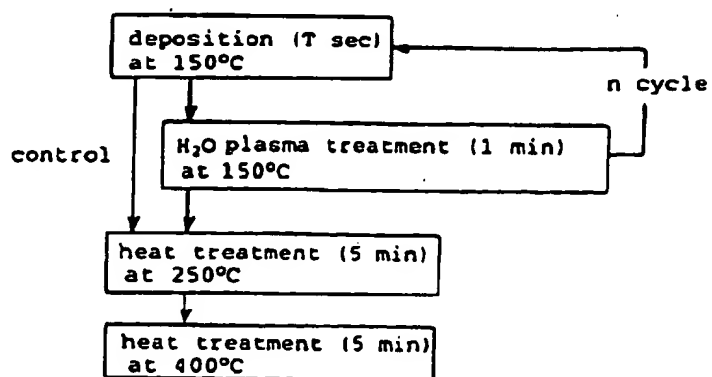 deposition (T sec)
at 150°C
n cycle
H₂O plasma treatment (1 min)
at 150°C
control
heat treatment (5 min)
at 250°C
heat treatment (5 min)
at 400°C